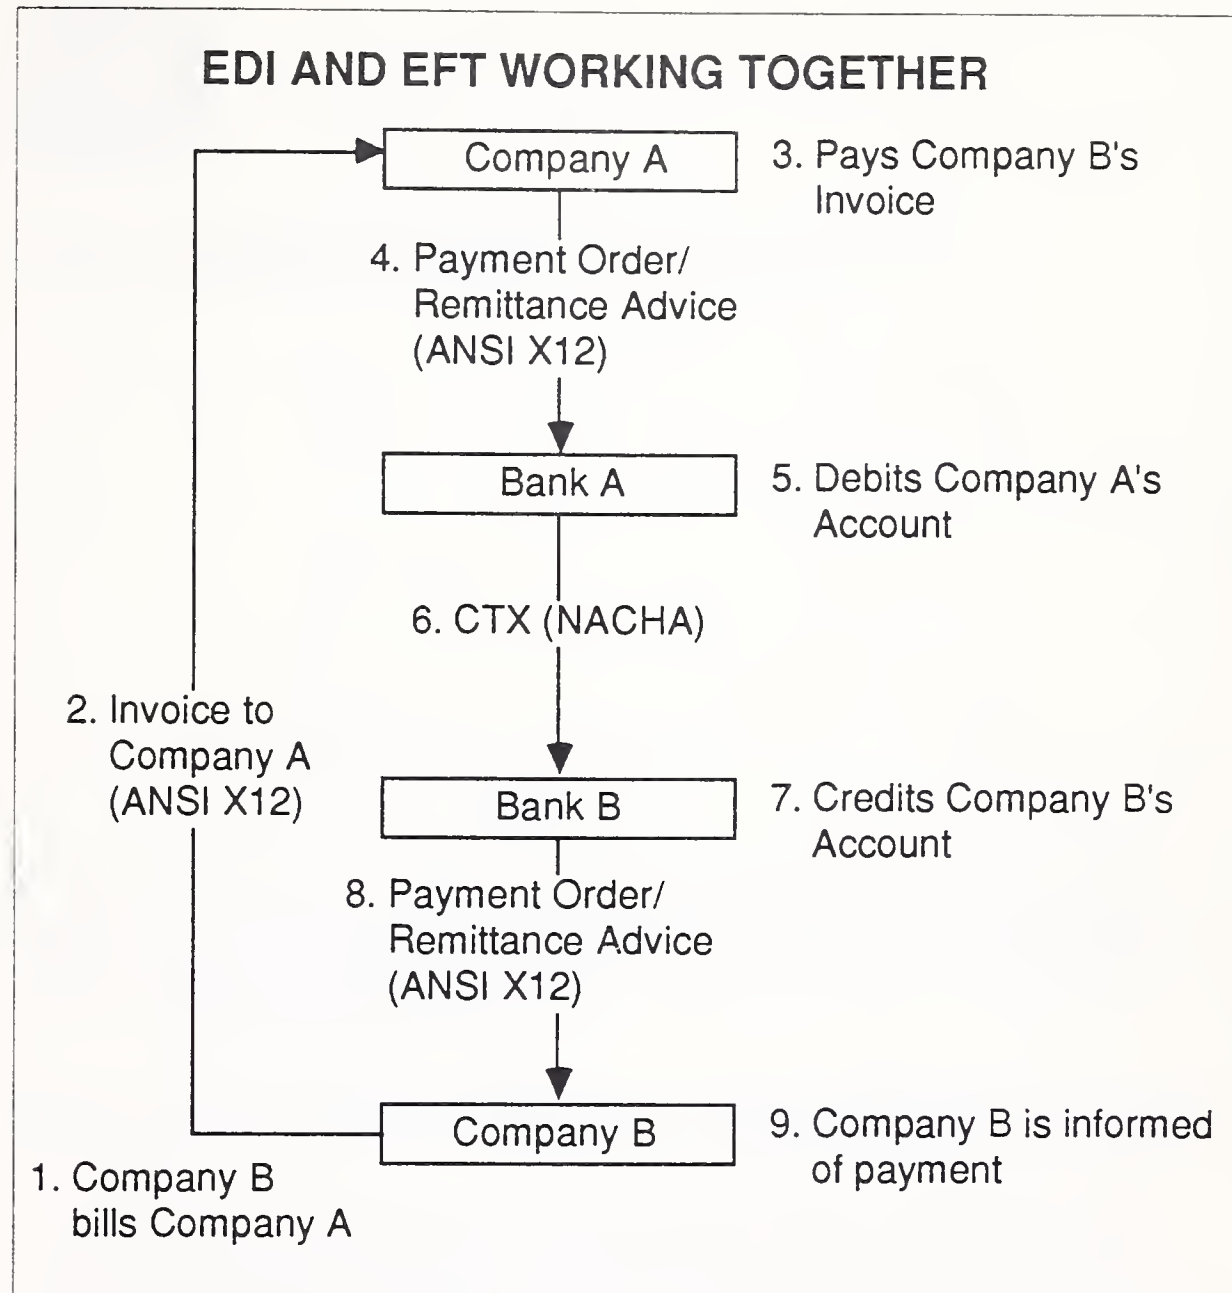 EDI AND EFT WORKING TOGETHER
Company A
3. Pays Company B's
Invoice
4. Payment Order/
Remittance Advice
(ANSI X12)
Bank A
5. Debits Company A's
Account
6. CTX (NACHA)
2. Invoice to
Company A
(ANSI X12)
Bank B
7. Credits Company B's
Account
8. Payment Order/
Remittance Advice
(ANSI X12)
Company B
9. Company B is informed
of payment
1. Company B
bills Company A